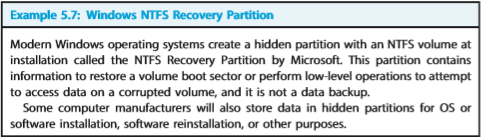 Example 5.7: Windows NTFS Recovery Partition
Modern Windows operating systems create a hidden partition with an NTFS volume at
installation called the NTFS Recovery Partition by Microsoft. This partition contains
information to restore a volume boot sector or perform low-level operations to attempt
to access data on a corrupted volume, and it is not a data backup.
Some computer manufacturers will also store data in hidden partitions for OS or
software installation, software reinstallation, or other purposes.